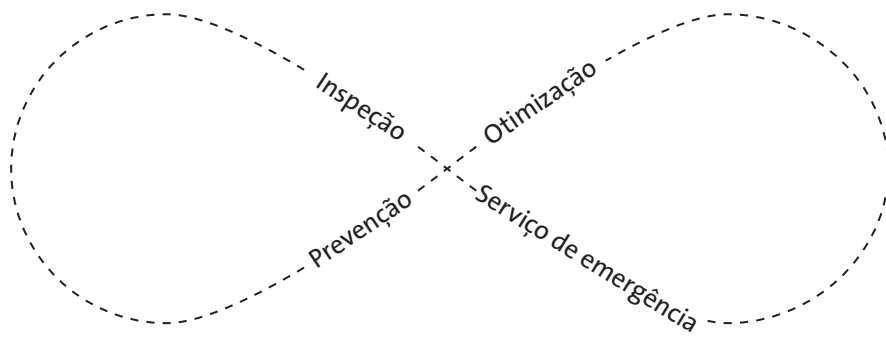 Inspeção
Otimização
Prevenção
Serviço de emergência